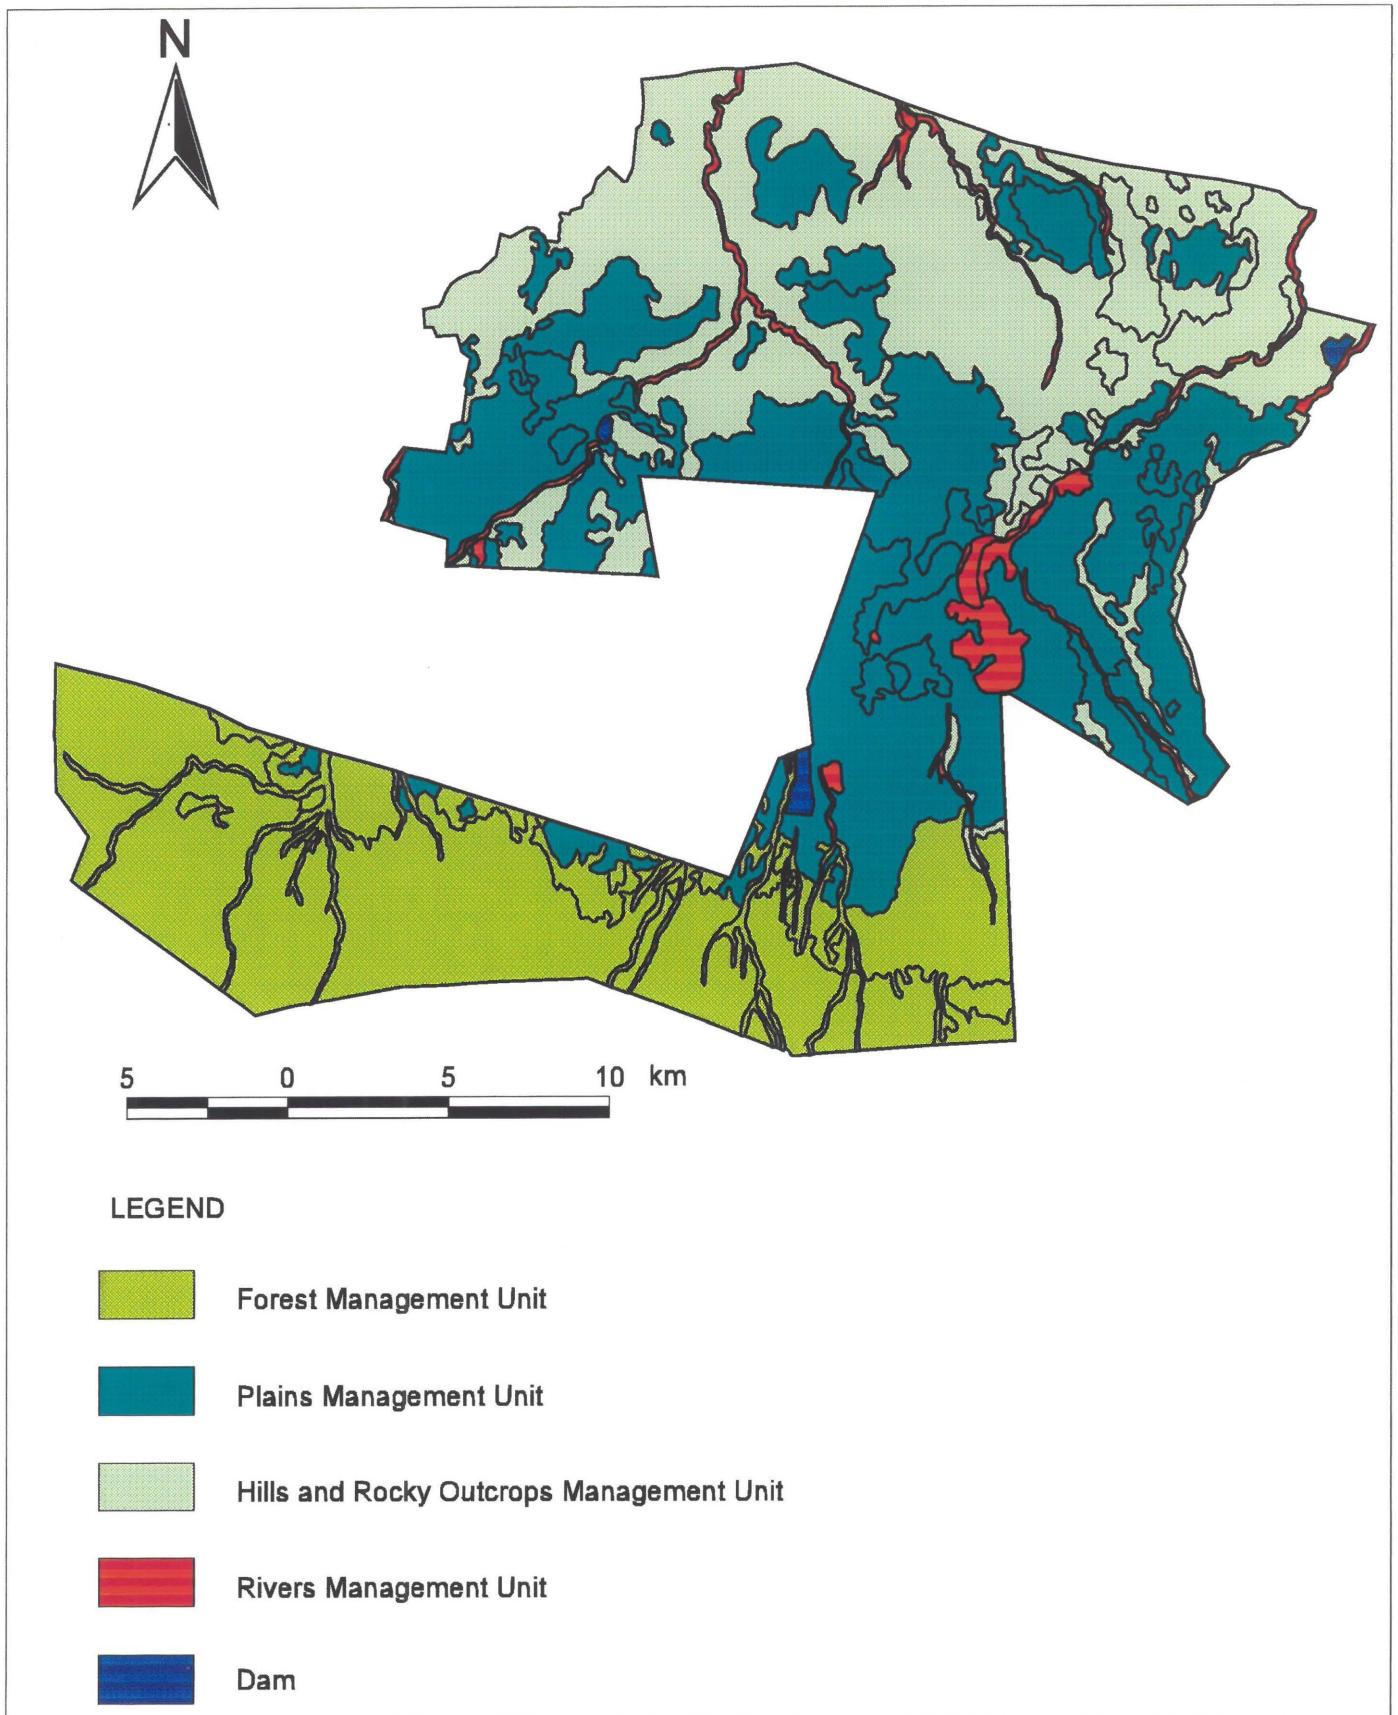 N
5 0 5 10 km
LEGEND
Forest Management Unit
Plains Management Unit
Hills and Rocky Outcrops Management Unit
Rivers Management Unit
Dam